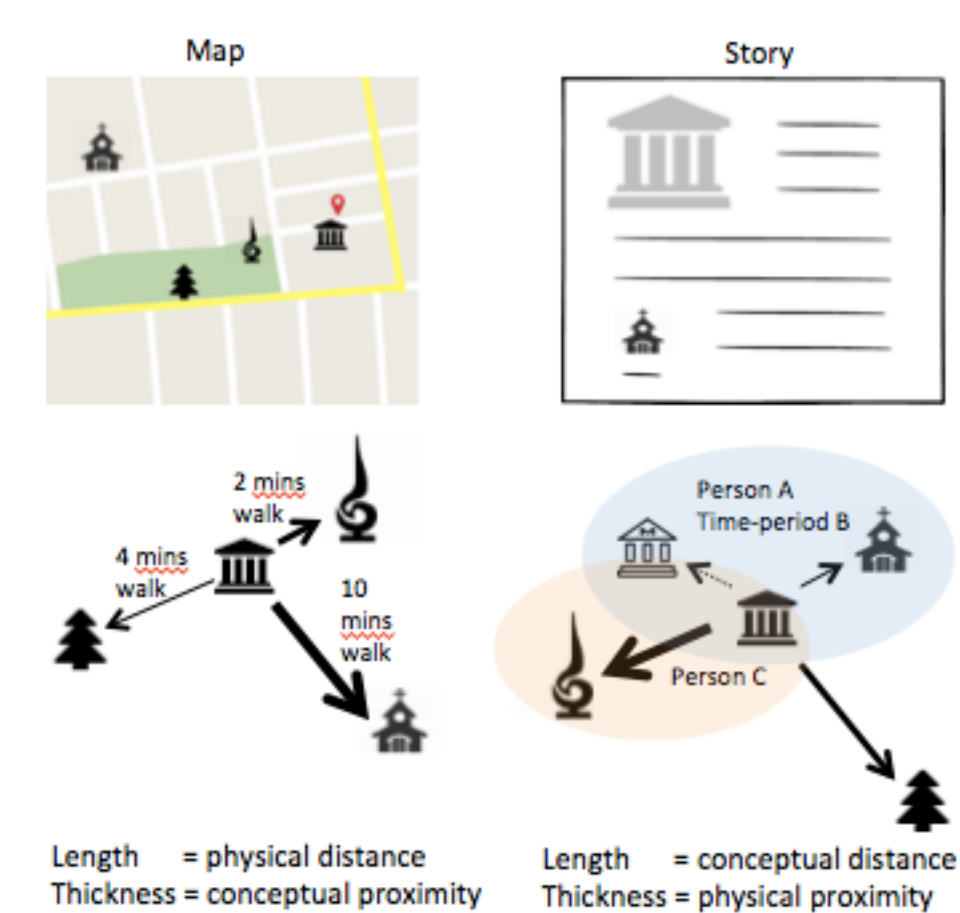 Map
Story
2 mins
walk
4 mins
walk
10
mins
walk
Length = physical distance
Thickness = conceptual proximity
Person A
Time-period B
Person C
Length = conceptual distance
Thickness = physical proximity